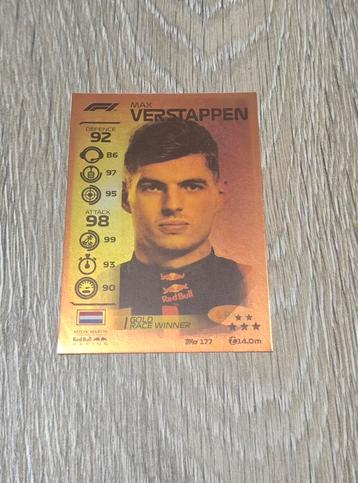 F1
MAX
VERSTAPPEN
DEFENCE
92
86
97
95
ATTACK
98
99
93
90
Red Bull
GOLD
RACE WINNER
ASTON MARTIN
Red Bull
RACING
Topps 177
14.0m